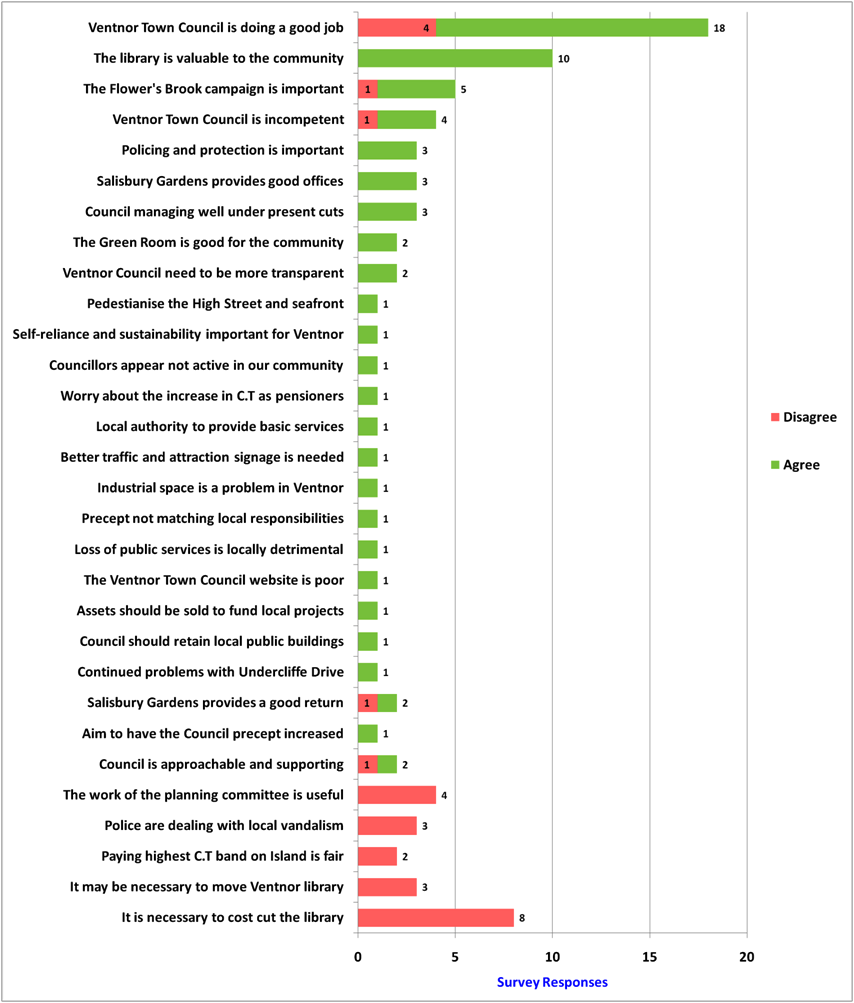 Ventnor Town Council is doing a good job 4 18
The library is valuable to the community 10
The Flower's Brook campaign is important 1 5
Ventnor Town Council is incompetent 1 4
Policing and protection is important 3
Salisbury Gardens provides good offices 3
Council managing well under present cuts 3
The Green Room is good for the community 2
Ventnor Council need to be more transparent 2
Pedestianise the High Street and seafront 1
Self-reliance and sustainability important for Ventnor 1
Councillors appear not active in our community 1
Worry about the increase in C.T as pensioners 1
Local authority to provide basic services 1
Better traffic and attraction signage is needed 1
Industrial space is a problem in Ventnor 1
Precept not matching local responsibilities 1
Loss of public services is locally detrimental 1
The Ventnor Town Council website is poor 1
Assets should be sold to fund local projects 1
Council should retain local public buildings 1
Continued problems with Undercliffe Drive 1
Salisbury Gardens provides a good return 1 2
Aim to have the Council precept increased 1
Council is approachable and supporting 1 2
The work of the planning committee is useful 4
Police are dealing with local vandalism 3
Paying highest C.T band on Island is fair 2
It may be necessary to move Ventnor library 3
It is necessary to cost cut the library 8
0 5 10 15 20
Survey Responses
Disagree
Agree